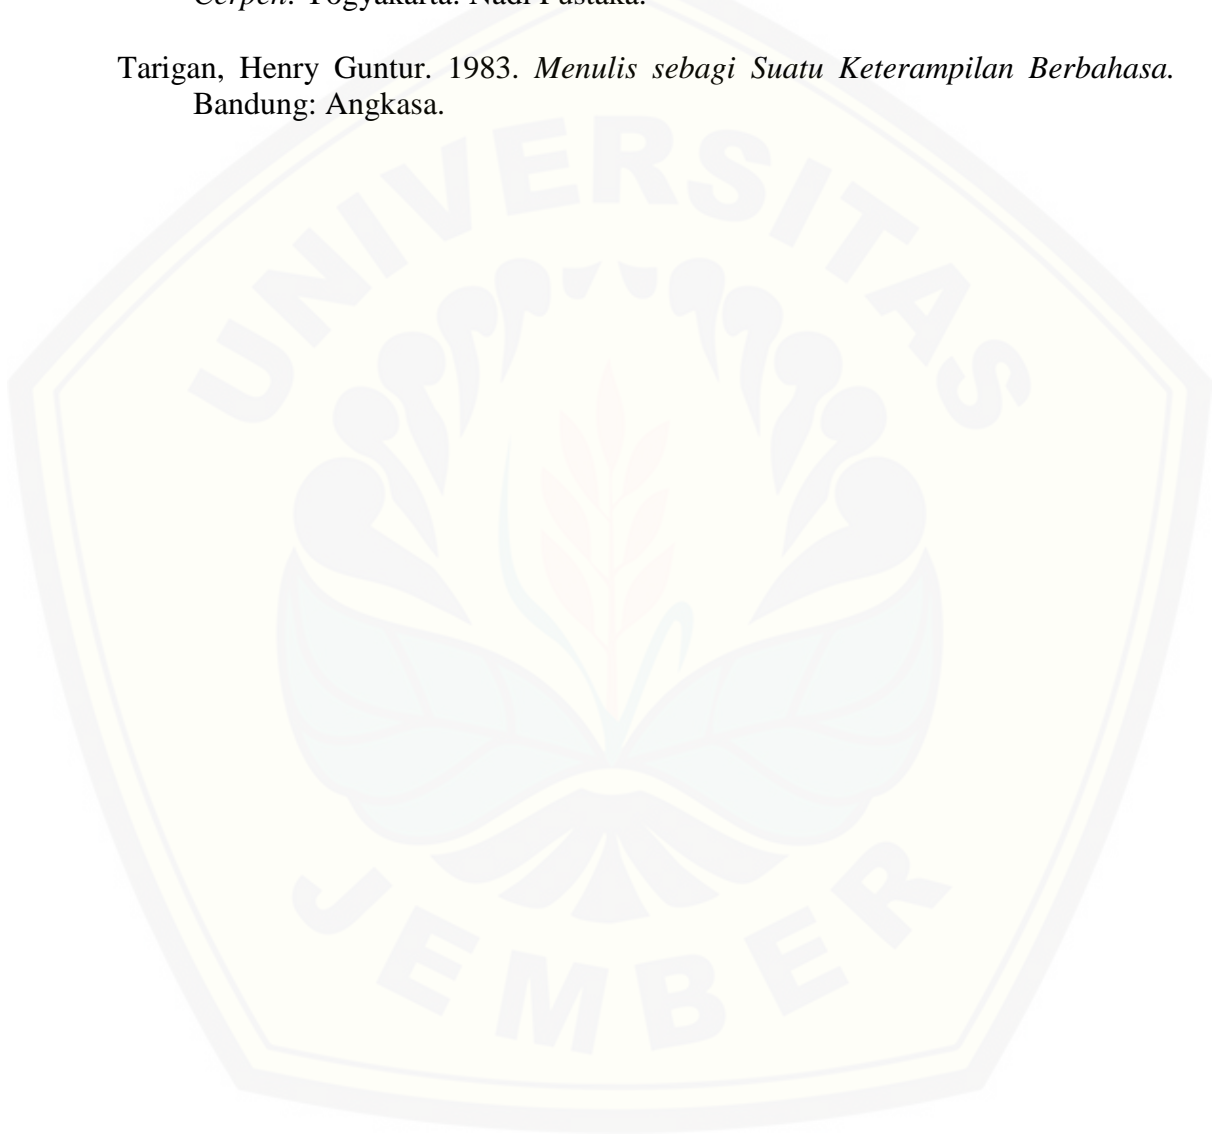 Cerpen. Yogyakarta: Nadi Pustaka.
Tarigan, Henry Guntur. 1983. Menulis sebagi Suatu Keterampilan Berbahasa.
Bandung: Angkasa.
UNIVERSITAS
JEMBER